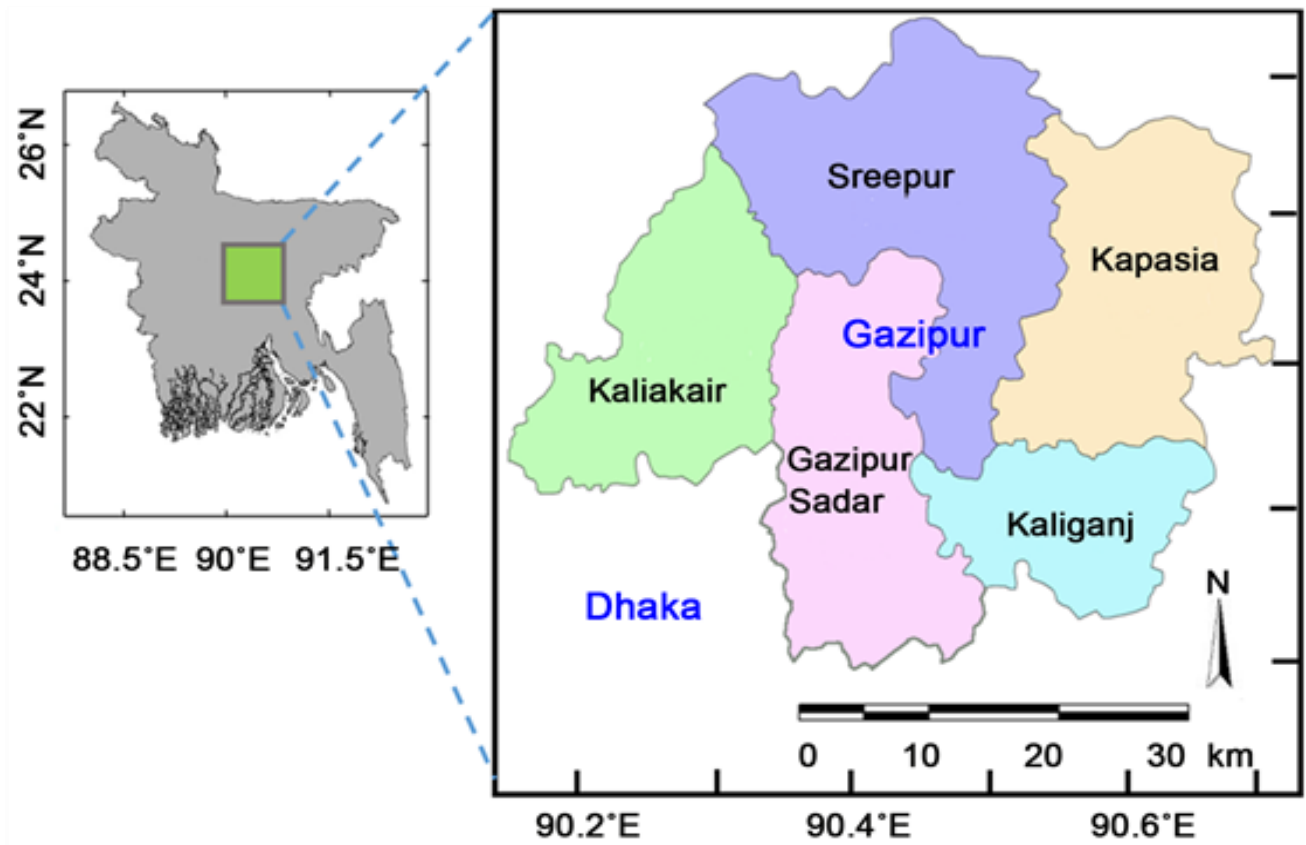 26°N
24°N
22°N
88.5°E 90°E 91.5°E
Sreepur
Kapasia
Gazipur
Kaliakair
Gazipur
Sadar
Kaliganj
Dhaka
N
0 10 20 30 km
90.2°E 90.4°E 90.6°E